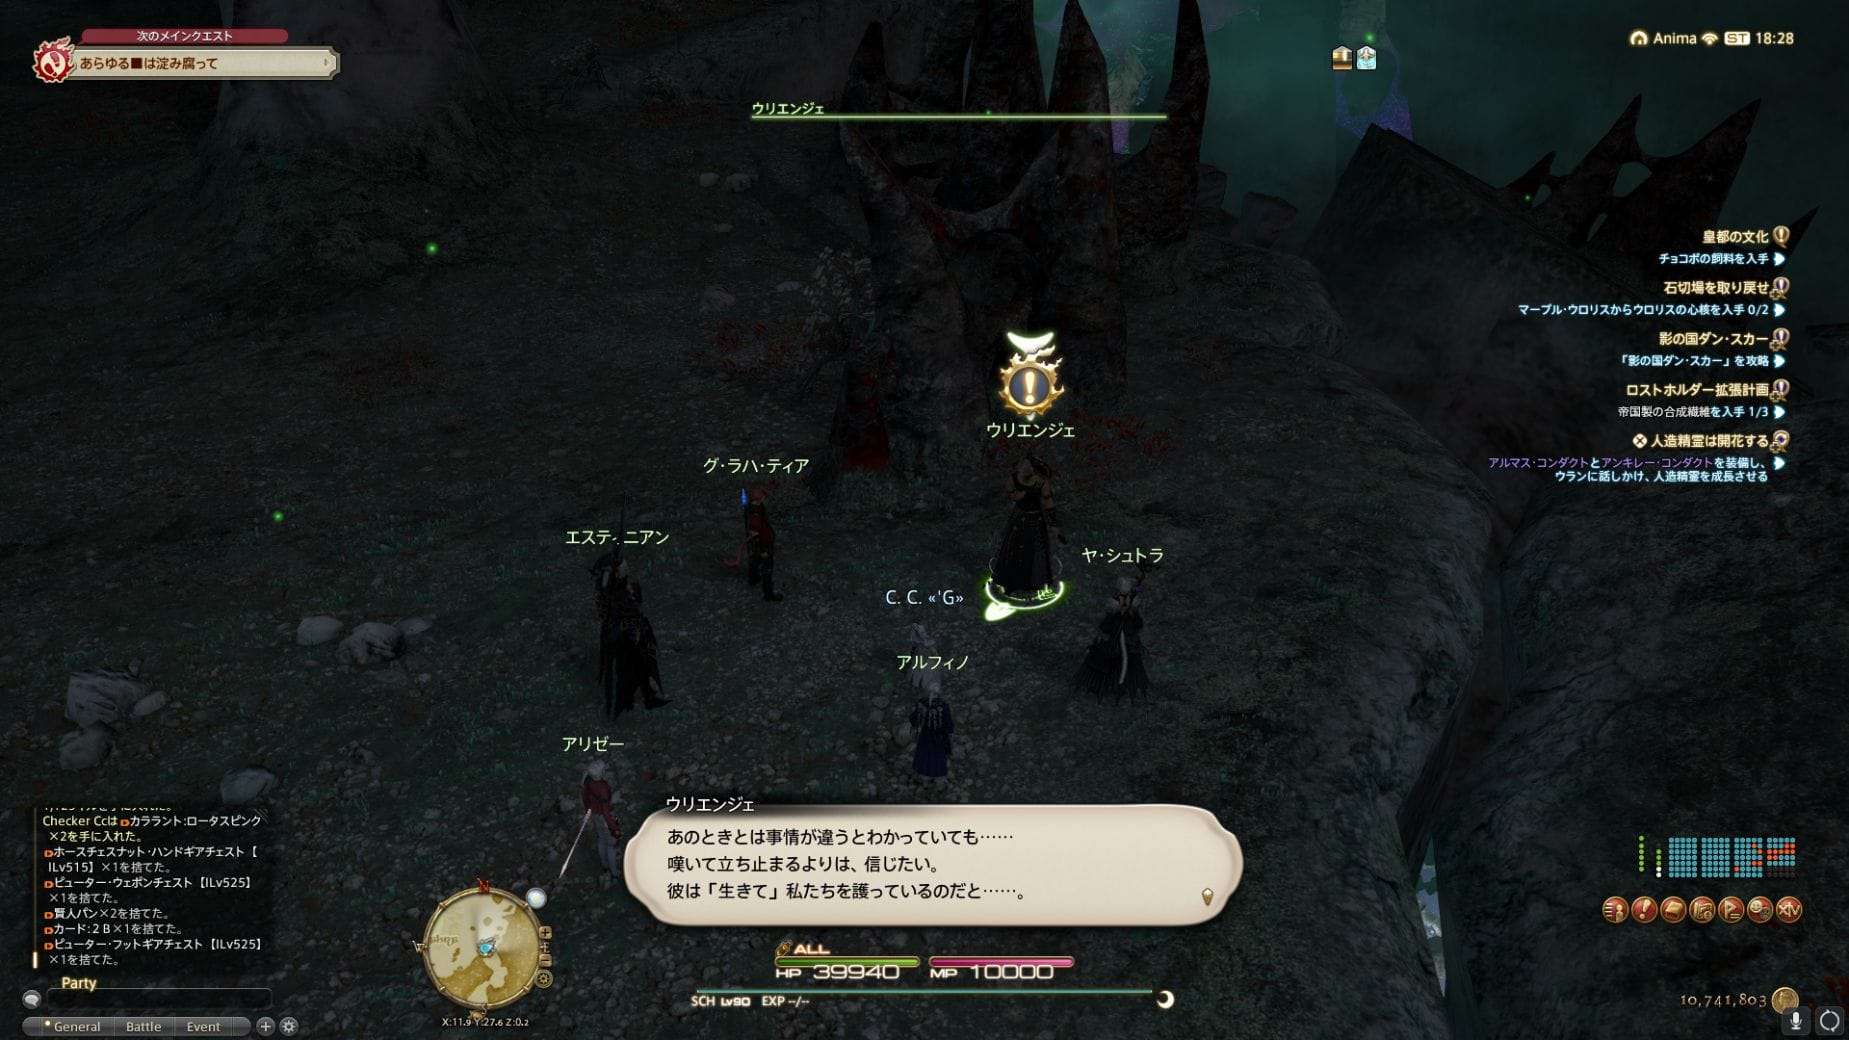 次のメインクエスト
あらゆる■は淀み腐って
Anima ST 18:28
ウリエンジェ
皇都の文化
チョコボの飼料を入手
石切場を取り戻せ
マーブル・ウロリスからウロリスの心核を入手 0/2
影の国ダン・スカー
「影の国ダン・スカー」を攻略
ロストホルダー拡張計画
帝国製の合成繊維を入手 1/3
人造精霊は開花する
アルマス・コンダクトとアンキレー・コンダクトを装備し、
ウランに話しかけ、人造精霊を成長させる
ウリエンジェ
グ・ラハ・ティア
エスティニアン
ヤ・シュトラ
C. C. «'G»
アルフィノ
アリゼー
ウリエンジェ
あのときとは事情が違うとわかっていても……
嘆いて立ち止まるよりは、信じたい。
彼は「生きて」私たちを護っているのだと……。
Checker Ccは カララント:ロータスピンク
×2を手に入れた。
ホースチェスナット・ハンドギアチェスト【
ILv515】×1を捨てた。
ピューター・ウェポンチェスト【ILv525】
×1を捨てた。
賢人パン×2を捨てた。
カード:２Ｂ×1を捨てた。
ピューター・フットギアチェスト【ILv525】
×1を捨てた。
Party
General Battle Event
N
X:11.9 Y:27.6 Z:0.2
ALL
HP 39940 MP 10000
SCH Lv90 EXP --/--
XIV
10,741,803